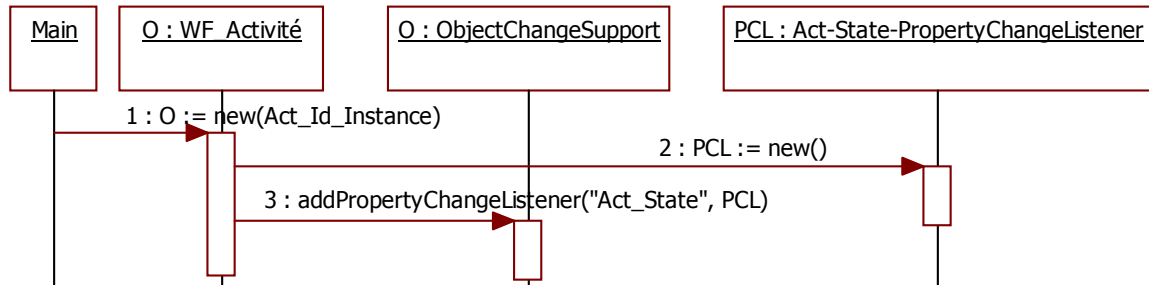 Main
O : WF_Activité
O : ObjectChangeSupport
PCL : Act-State-PropertyChangeListener
1 : O := new(Act_Id_Instance)
2 : PCL := new()
3 : addPropertyChangeListener("Act_State", PCL)